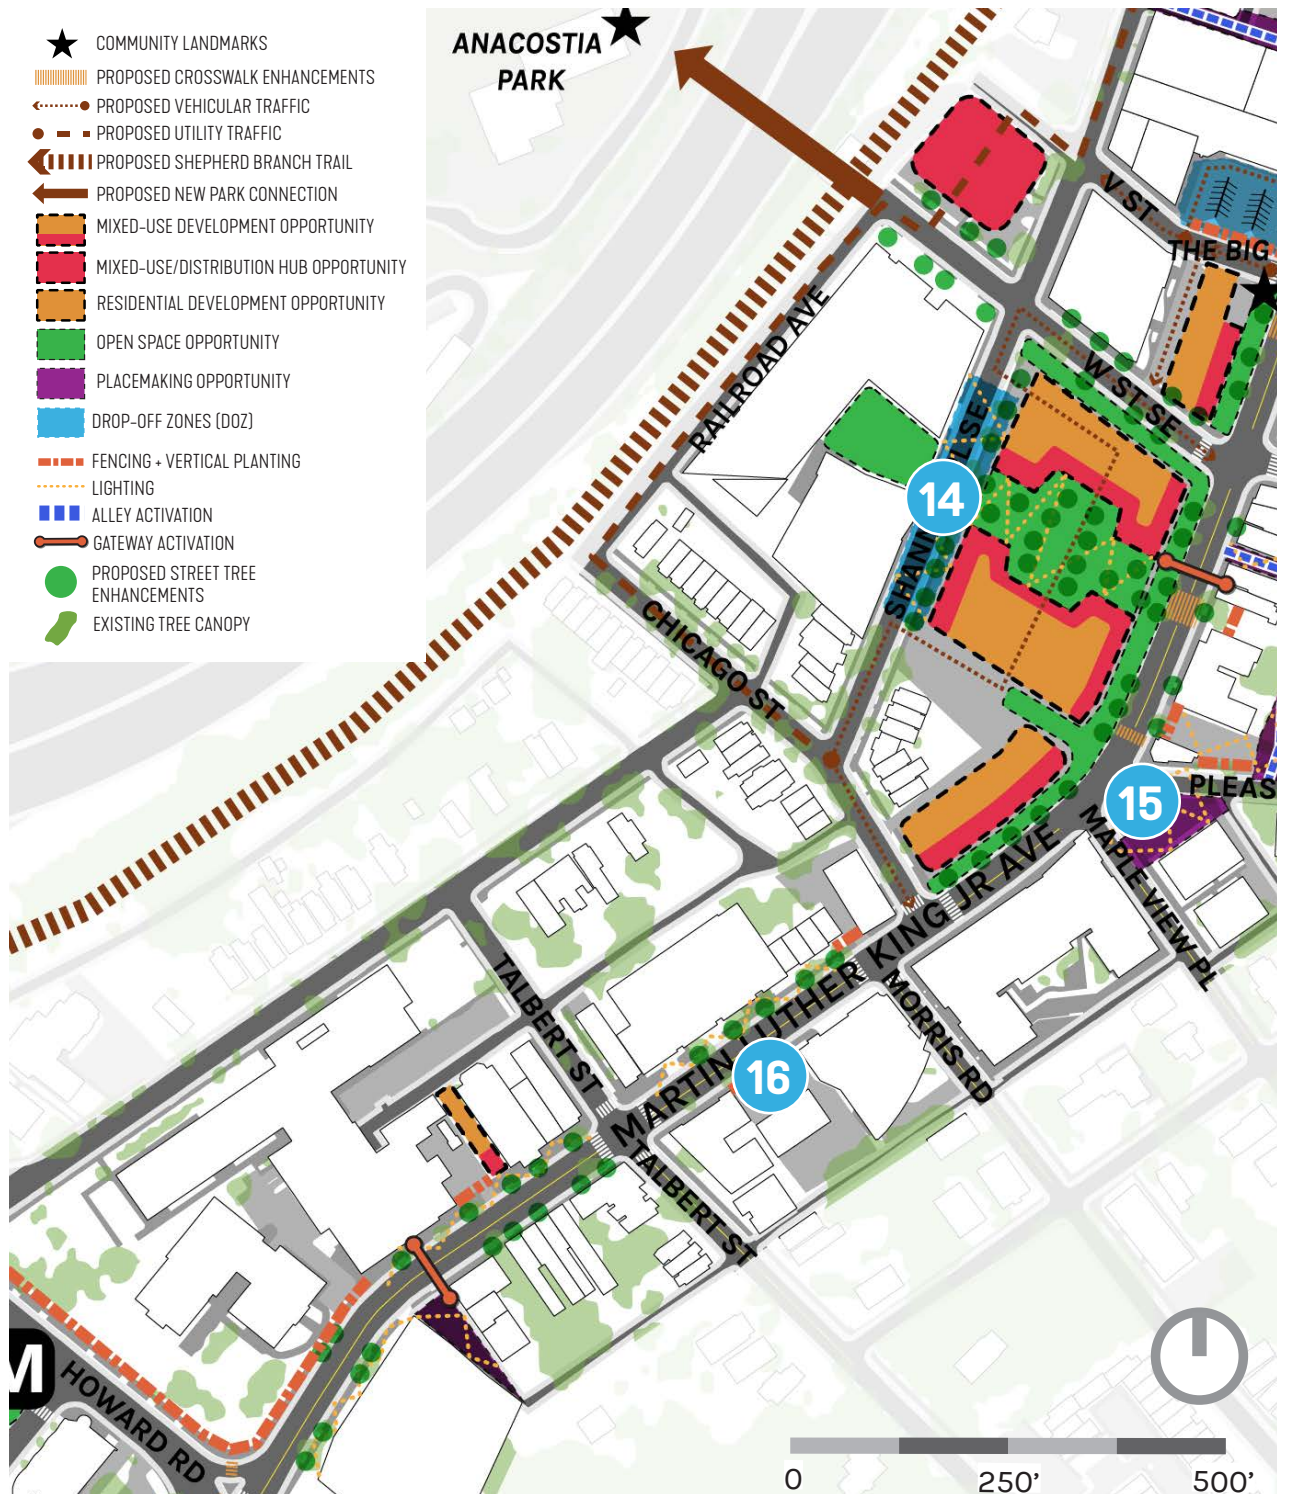 COMMUNITY LANDMARKS
PROPOSED CROSSWALK ENHANCEMENTS
PROPOSED VEHICULAR TRAFFIC
PROPOSED UTILITY TRAFFIC
PROPOSED SHEPHERD BRANCH TRAIL
PROPOSED NEW PARK CONNECTION
MIXED-USE DEVELOPMENT OPPORTUNITY
MIXED-USE/DISTRIBUTION HUB OPPORTUNITY
RESIDENTIAL DEVELOPMENT OPPORTUNITY
OPEN SPACE OPPORTUNITY
PLACEMAKING OPPORTUNITY
DROP-OFF ZONES (DOZ)
FENCING + VERTICAL PLANTING
LIGHTING
ALLEY ACTIVATION
GATEWAY ACTIVATION
PROPOSED STREET TREE
ENHANCEMENTS
EXISTING TREE CANOPY
ANACOSTIA
PARK
V ST
THE BIG
RAILROAD AVE
W ST SE
14
CHICAGO ST
15
PLEAS
MAPLE VIEW PL
MARTIN LUTHER KING JR AVE
MORRIS RD
TALBERT ST
16
TALBERT ST
M
HOWARD RD
0
250'
500'